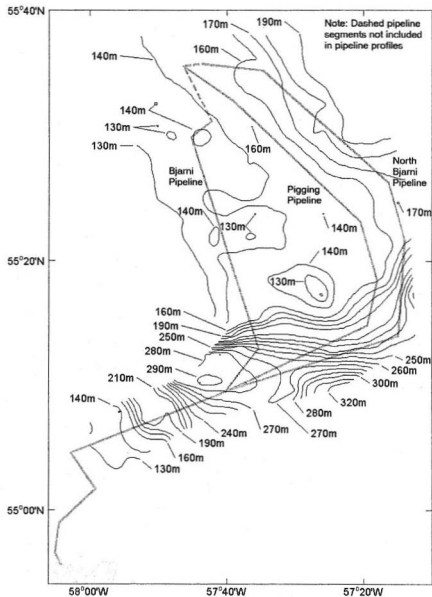 55°40'N
170m
190m
Note: Dashed pipeline
segments not included
in pipeline profiles
140m
160m
140m
130m
130m
160m
Bjarni
Pipeline
North
Bjarni
Pipeline
Pigging
Pipeline
140m
170m
130m
140m
140m
55°20'N
130m
160m
190m
250m
280m
290m
210m
140m
250m
260m
300m
320m
280m
270m
270m
240m
190m
160m
130m
55°00'N
58°00'W
57°40'W
57°20'W